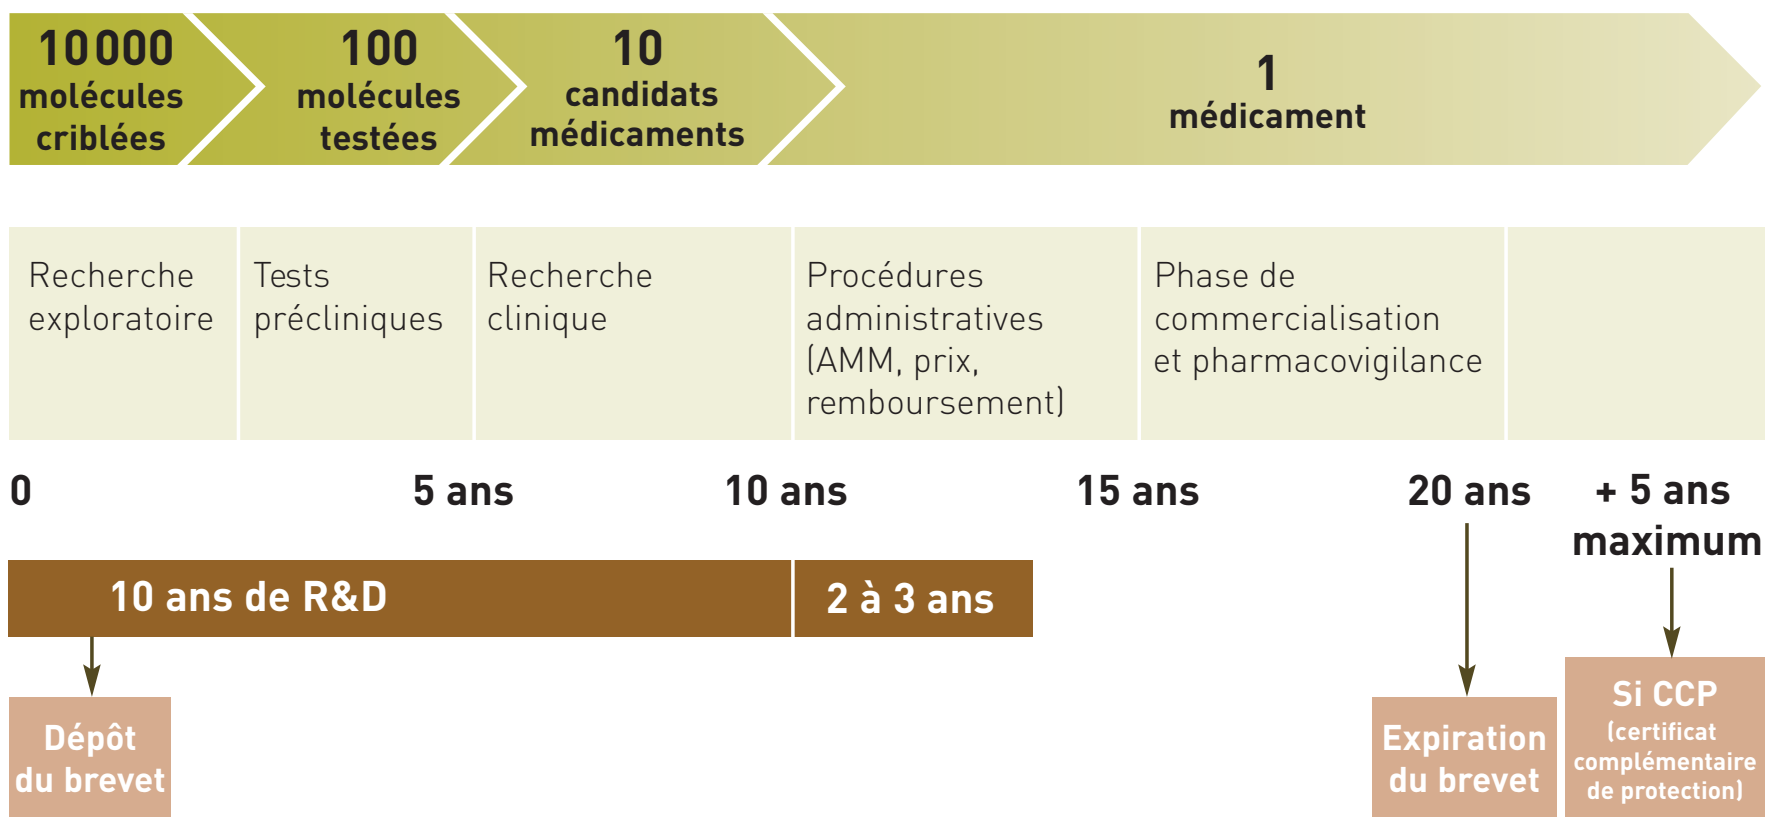 10 000
molécules
criblées
100
molécules
testées
10
candidats
médicaments
1
médicament
Recherche
exploratoire
Tests
précliniques
Recherche
clinique
Procédures
administratives
(AMM, prix,
remboursement)
Phase de
commercialisation
et pharmacovigilance
0
5 ans
10 ans
15 ans
20 ans
+ 5 ans
maximum
10 ans de R&D
2 à 3 ans
Dépôt
du brevet
Expiration
du brevet
Si CCP
(certificat
complémentaire
de protection)